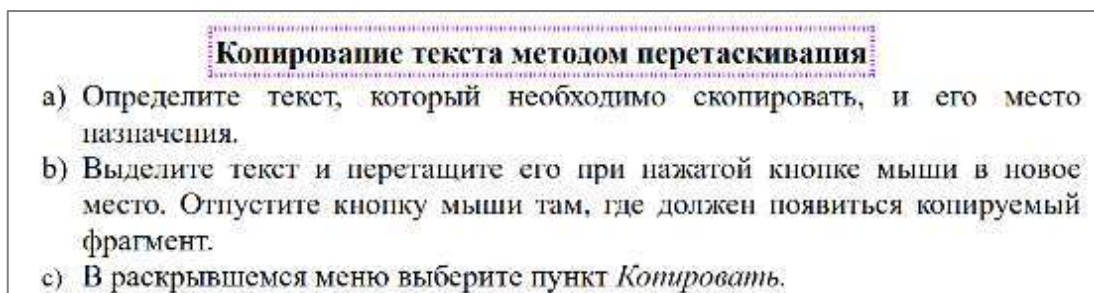 Копирование текста методом перетаскивания
a) Определите текст, который необходимо скопировать, и его место
назначения.
b) Выделите текст и перетащите его при нажатой кнопке мыши в новое
место. Отпустите кнопку мыши там, где должен появиться копируемый
фрагмент.
c) В раскрывшемся меню выберите пункт Копировать.